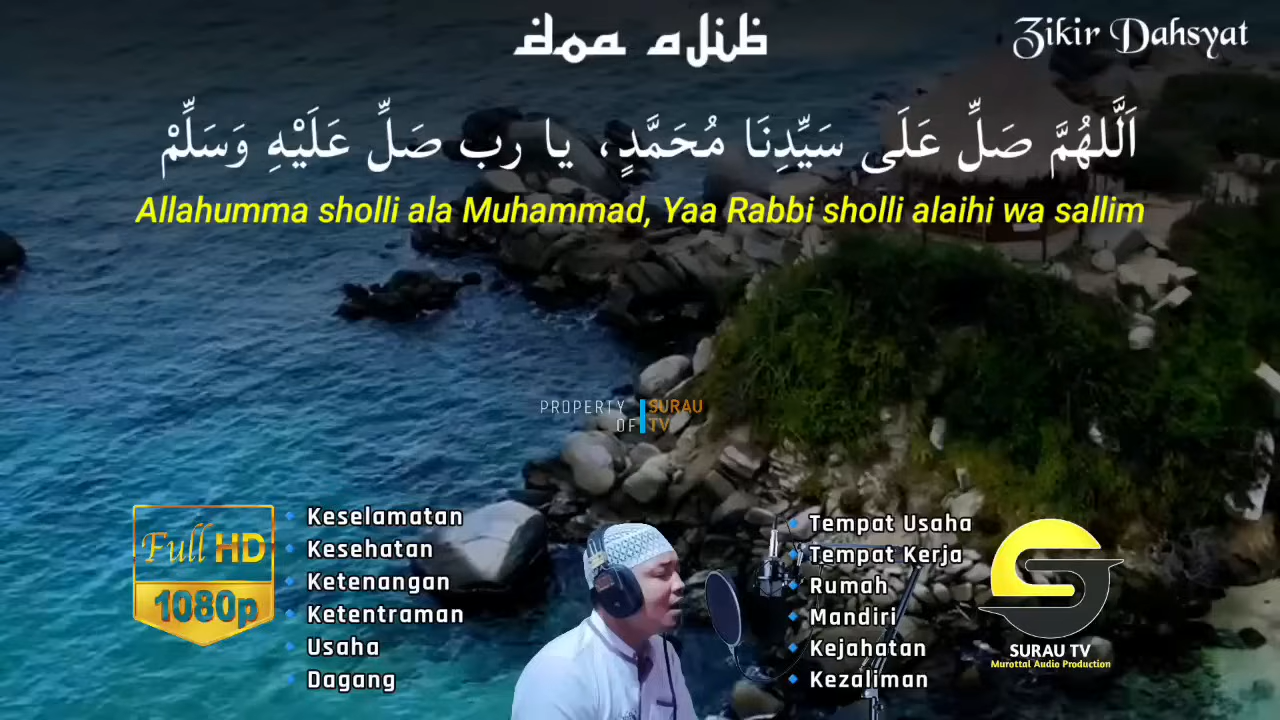 doa ajib
Zikir Dahsyat
اَللّٰهُمَّ صَلِّ عَلَى سَيِّدِنَا مُحَمَّدٍ، يا رب صَلِّ عَلَيْهِ وَسَلِّمْ
Allahumma sholli ala Muhammad, Yaa Rabbi sholli alaihi wa sallim
PROPERTY OF
SURAU TV
Full HD
1080p
Keselamatan
Kesehatan
Ketenangan
Ketentraman
Usaha
Dagang
Tempat Usaha
Tempat Kerja
Rumah
Mandiri
Kejahatan
Kezaliman
SURAU TV
Murottal Audio Production